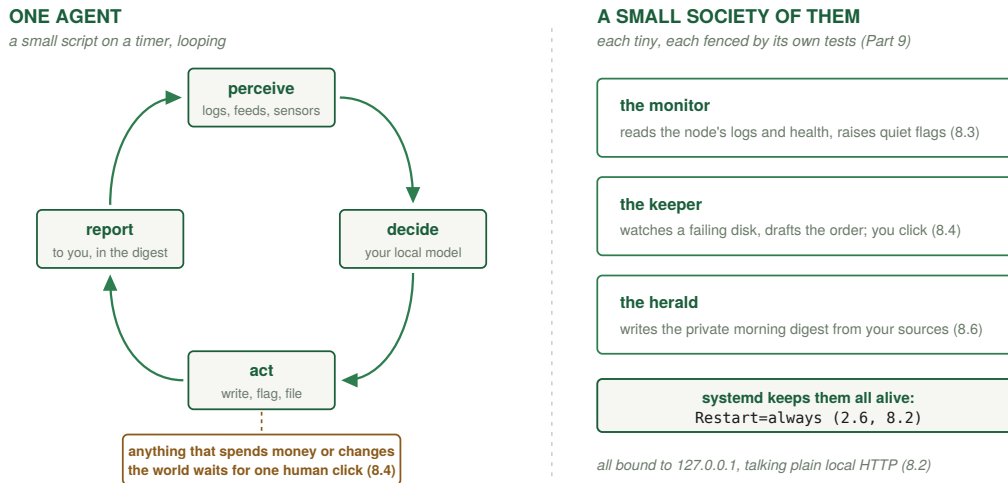 ONE AGENT
a small script on a timer, looping
perceive
logs, feeds, sensors
report
to you, in the digest
decide
your local model
act
write, flag, file
anything that spends money or changes
the world waits for one human click (8.4)
A SMALL SOCIETY OF THEM
each tiny, each fenced by its own tests (Part 9)
the monitor
reads the node's logs and health, raises quiet flags (8.3)
the keeper
watches a failing disk, drafts the order; you click (8.4)
the herald
writes the private morning digest from your sources (8.6)
systemd keeps them all alive:
Restart=always (2.6, 8.2)
all bound to 127.0.0.1, talking plain local HTTP (8.2)